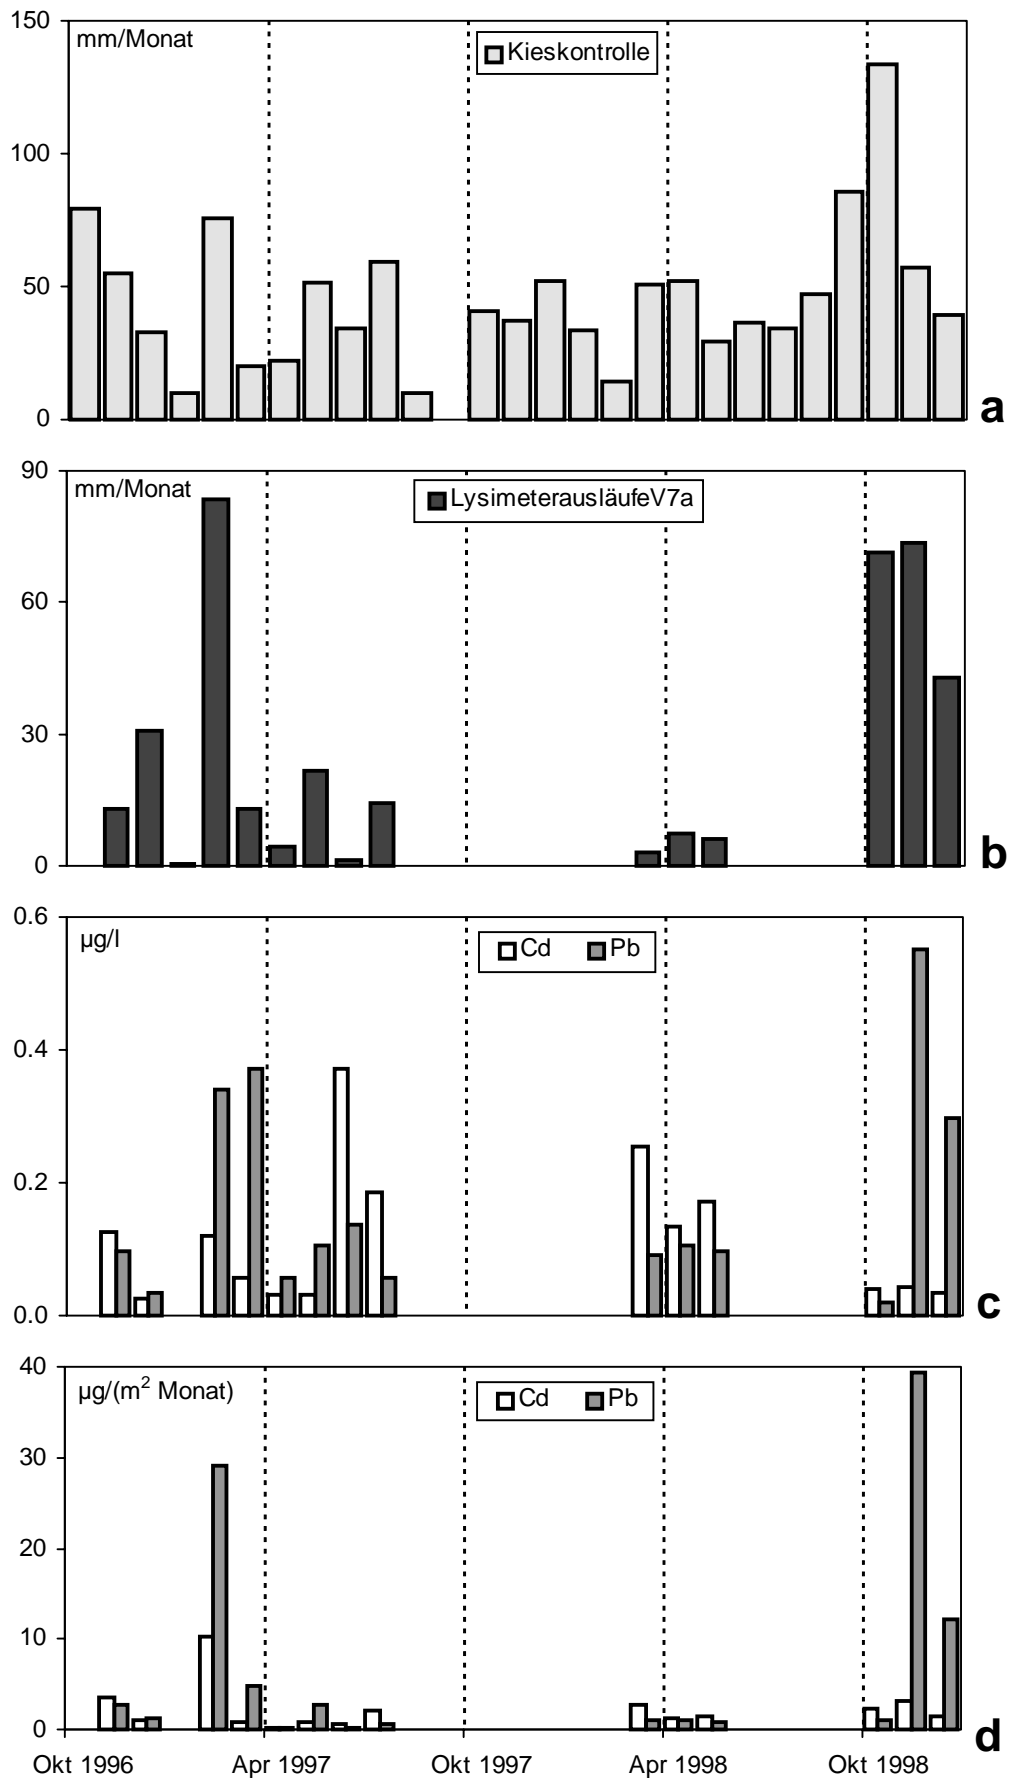 150
mm/Monat
Kieskontrolle
100
50
0
a
90
mm/Monat
LysimeterausläufeV7a
60
30
0
b
0.6
µg/l
Cd Pb
0.4
0.2
0.0
c
40
µg/(m² Monat)
Cd Pb
30
20
10
0
d
Okt 1996 Apr 1997 Okt 1997 Apr 1998 Okt 1998